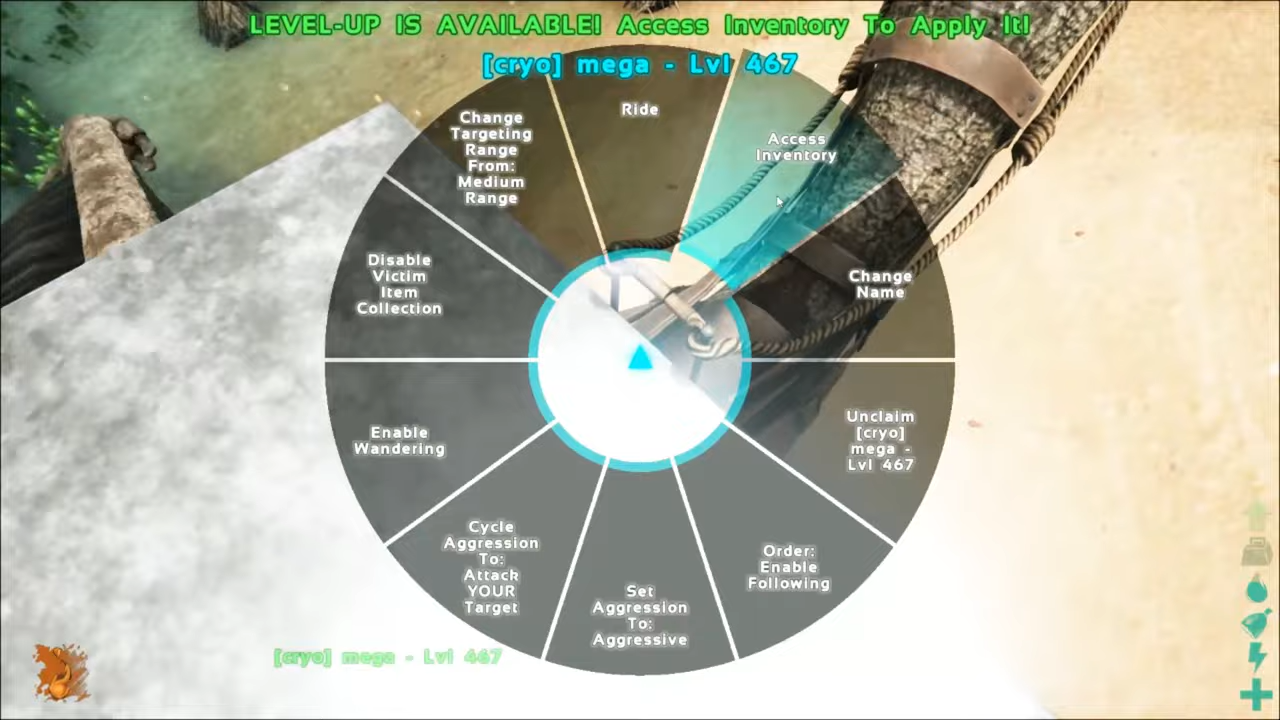 LEVEL-UP IS AVAILABLE! Access Inventory To Apply It!
[cryo] mega - Lvl 467
Ride
Change
Targeting
Range
From:
Medium
Range
Access
Inventory
Disable
Victim
Item
Collection
Change
Name
Enable
Wandering
Unclaim
[cryo]
mega -
Lvl 467
Cycle
Aggression
To:
Attack
YOUR
Target
Set
Aggression
To:
Aggressive
Order:
Enable
Following
[cryo] mega - Lvl 467